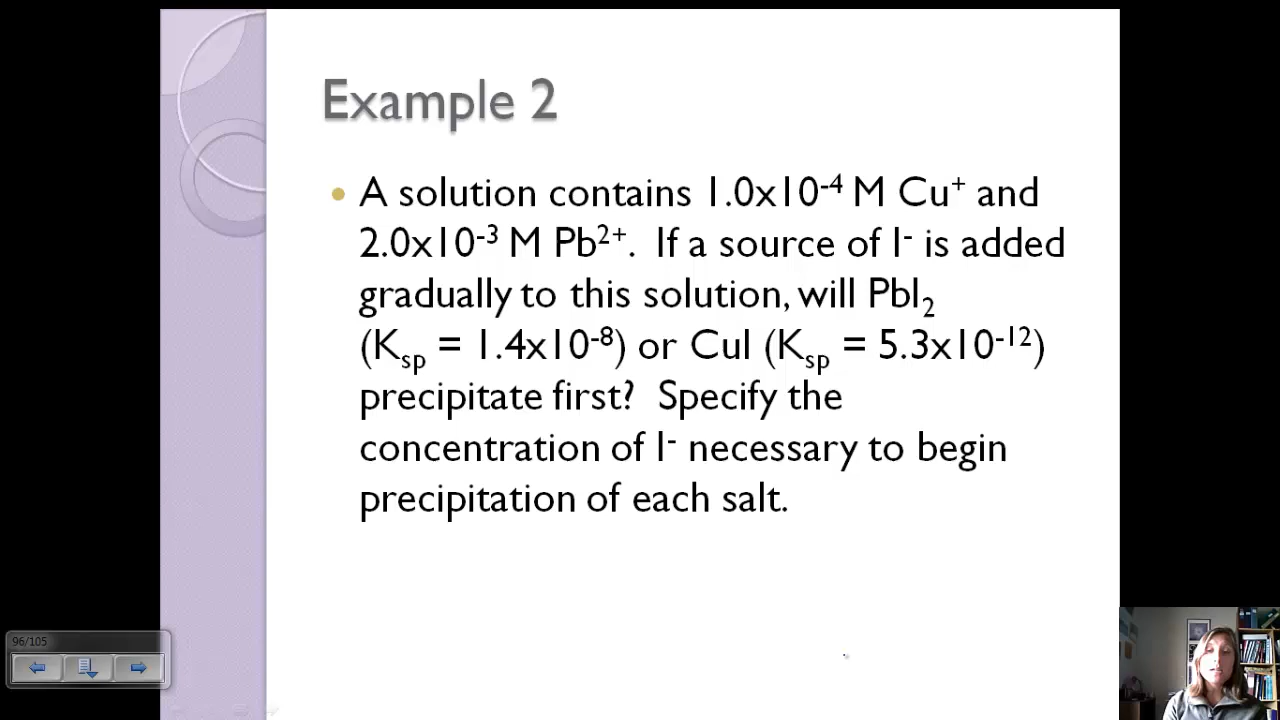 Example 2
A solution contains 1.0x10⁻⁴ M Cu⁺ and
2.0x10⁻³ M Pb²⁺. If a source of I⁻ is added
gradually to this solution, will PbI₂
(Kₛₚ = 1.4x10⁻⁸) or CuI (Kₛₚ = 5.3x10⁻¹²)
precipitate first? Specify the
concentration of I⁻ necessary to begin
precipitation of each salt.
96/105